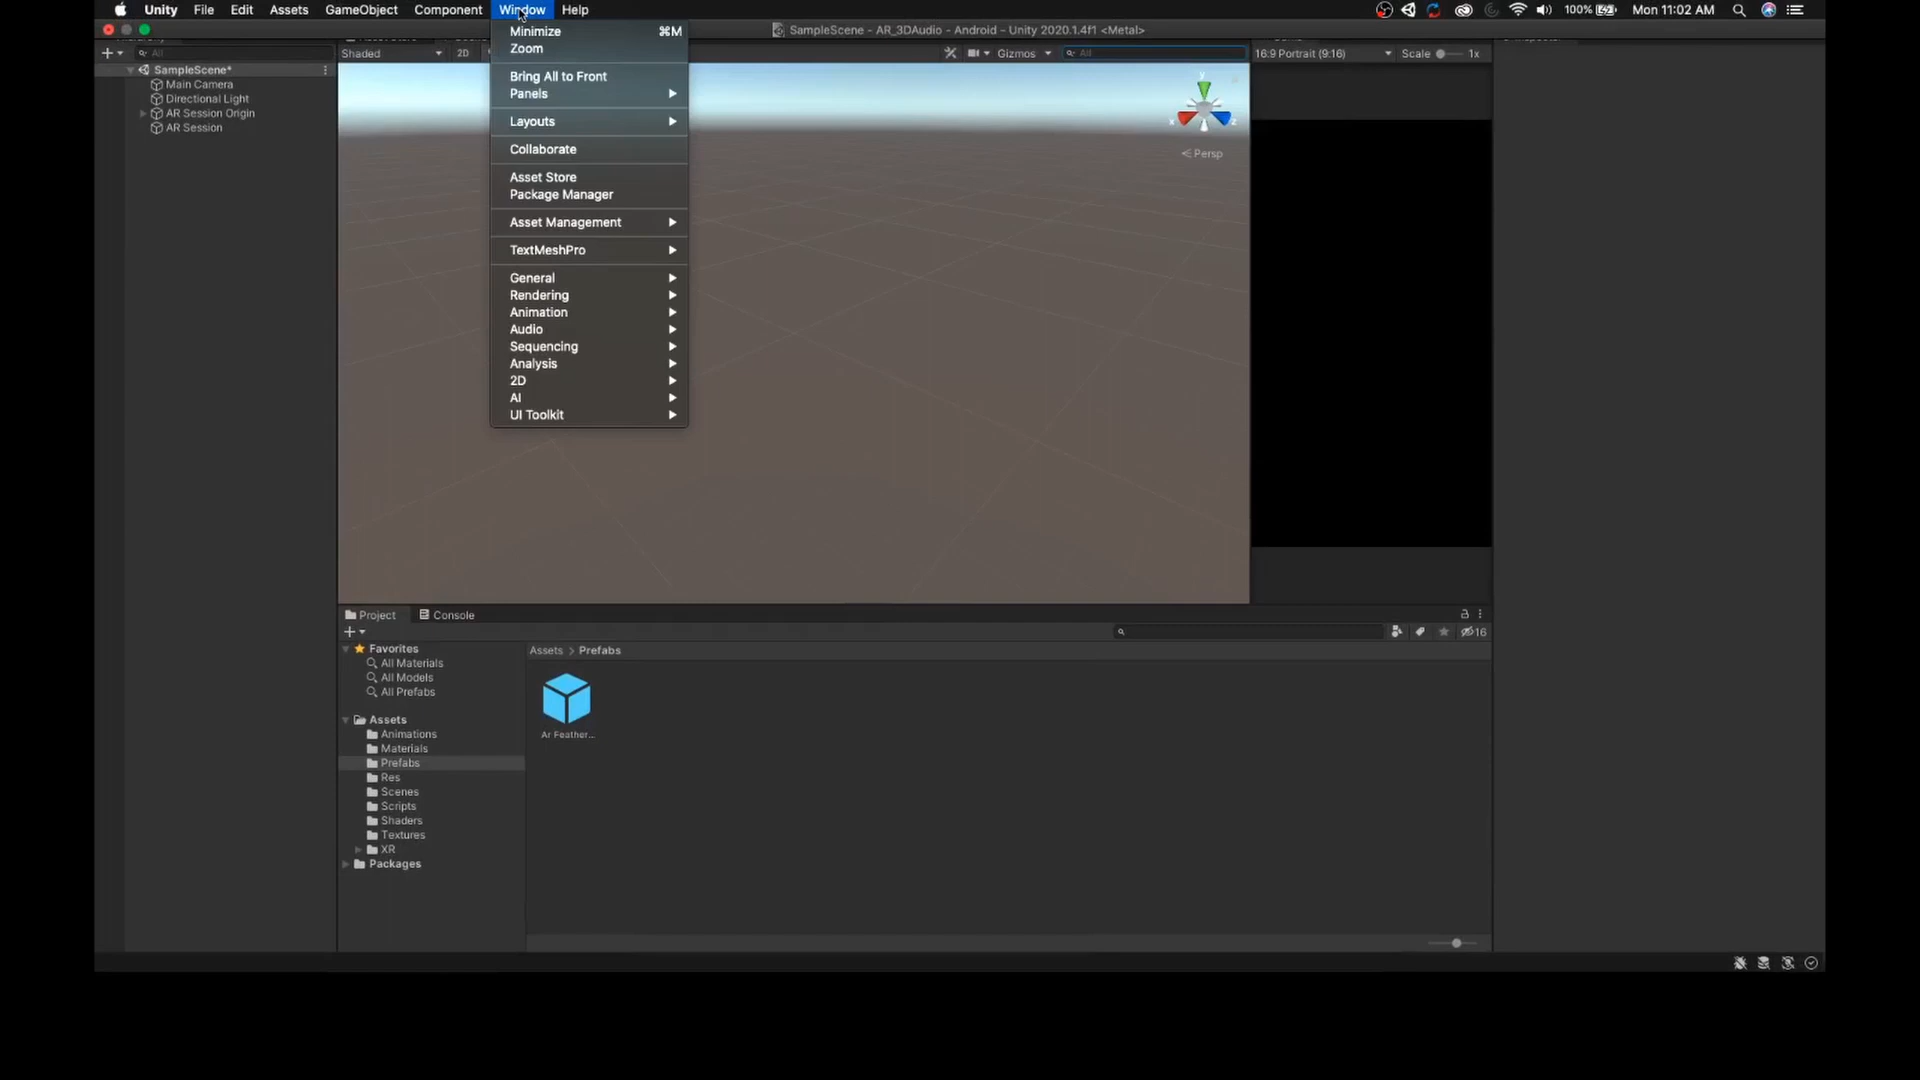 Unity File Edit Assets GameObject Component Window Help 100% Mon 11:02 AM
SampleScene - AR_3DAudio - Android - Unity 2020.1.4f1 <Metal>
All
Shaded 2D Gizmos All 16:9 Portrait (9:16) Scale 1x
SampleScene*
Main Camera
Directional Light
AR Session Origin
AR Session
Minimize ⌘M
Zoom
Bring All to Front
Panels
Layouts
Collaborate
Asset Store
Package Manager
Asset Management
TextMeshPro
General
Rendering
Animation
Audio
Sequencing
Analysis
2D
AI
UI Toolkit
y
x z
Persp
Project Console
16
Favorites
All Materials
All Models
All Prefabs
Assets
Animations
Materials
Prefabs
Res
Scenes
Scripts
Shaders
Textures
XR
Packages
Assets > Prefabs
Ar Feather...